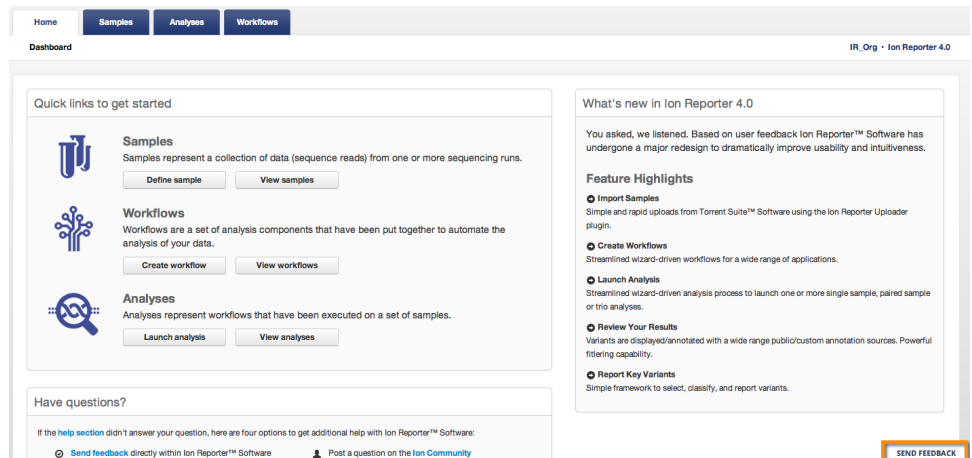 Home
Samples
Analyses
Workflows
Dashboard
IR_Org • Ion Reporter 4.0
Quick links to get started
Samples
Samples represent a collection of data (sequence reads) from one or more sequencing runs.
Define sample
View samples
Workflows
Workflows are a set of analysis components that have been put together to automate the
analysis of your data.
Create workflow
View workflows
Analyses
Analyses represent workflows that have been executed on a set of samples.
Launch analysis
View analyses
Have questions?
If the help section didn't answer your question, here are four options to get additional help with Ion Reporter™ Software:
Send feedback directly within Ion Reporter™ Software
Post a question on the Ion Community
What's new in Ion Reporter 4.0
You asked, we listened. Based on user feedback Ion Reporter™ Software has
undergone a major redesign to dramatically improve usability and intuitiveness.
Feature Highlights
Import Samples
Simple and rapid uploads from Torrent Suite™ Software using the Ion Reporter Uploader
plugin.
Create Workflows
Streamlined wizard-driven workflows for a wide range of applications.
Launch Analysis
Streamlined wizard-driven analysis process to launch one or more single sample, paired sample
or trio analyses.
Review Your Results
Variants are displayed/annotated with a wide range public/custom annotation sources. Powerful
fitlering capability.
Report Key Variants
Simple framework to select, classify, and report variants.
SEND FEEDBACK